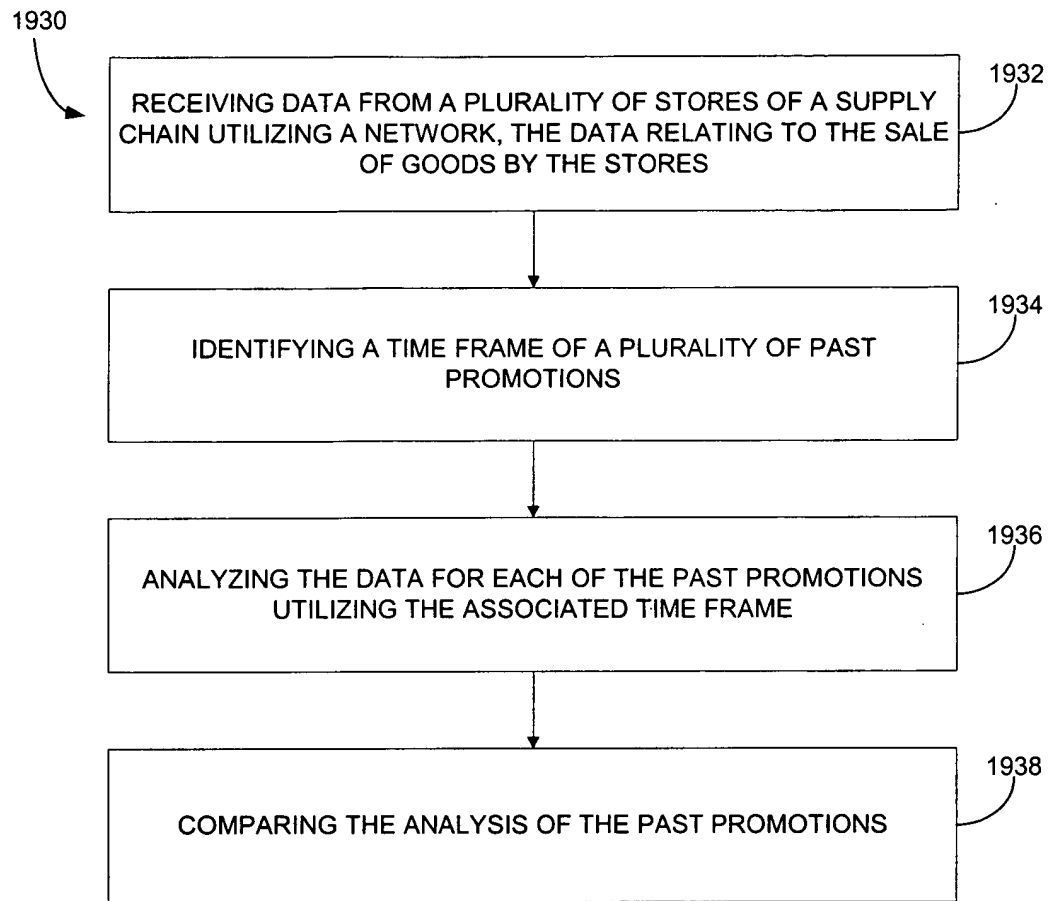 1930
1932
RECEIVING DATA FROM A PLURALITY OF STORES OF A SUPPLY
CHAIN UTILIZING A NETWORK, THE DATA RELATING TO THE SALE
OF GOODS BY THE STORES
1934
IDENTIFYING A TIME FRAME OF A PLURALITY OF PAST
PROMOTIONS
1936
ANALYZING THE DATA FOR EACH OF THE PAST PROMOTIONS
UTILIZING THE ASSOCIATED TIME FRAME
1938
COMPARING THE ANALYSIS OF THE PAST PROMOTIONS